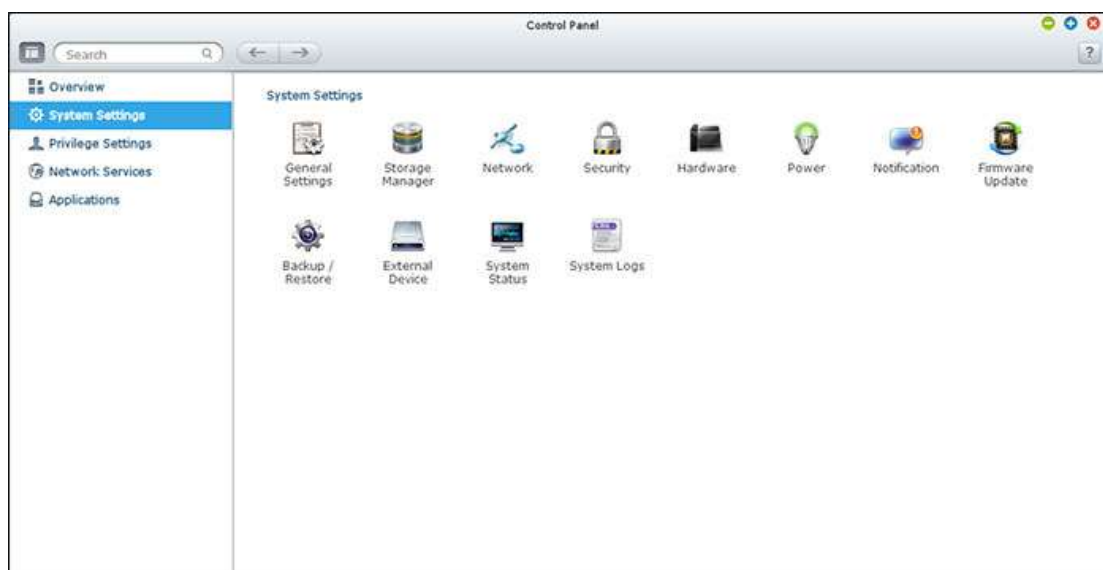 Control Panel
Search
?
Overview
System Settings
Privilege Settings
Network Services
Applications
System Settings
General
Settings
Storage
Manager
Network
Security
Hardware
Power
Notification
Firmware
Update
Backup /
Restore
External
Device
System
Status
System Logs